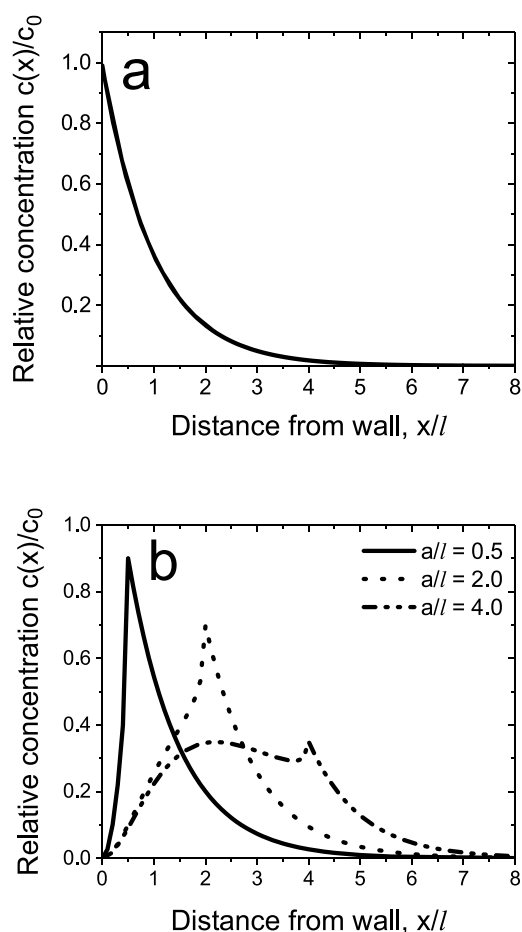 a
Relative concentration c(x)/c₀
1.0
0.8
0.6
0.4
0.2
0 1 2 3 4 5 6 7 8
Distance from wall, x/l
b
a/l = 0.5
a/l = 2.0
a/l = 4.0
Relative concentration c(x)/c₀
1.0
0.8
0.6
0.4
0.2
0.0
0 1 2 3 4 5 6 7 8
Distance from wall, x/l